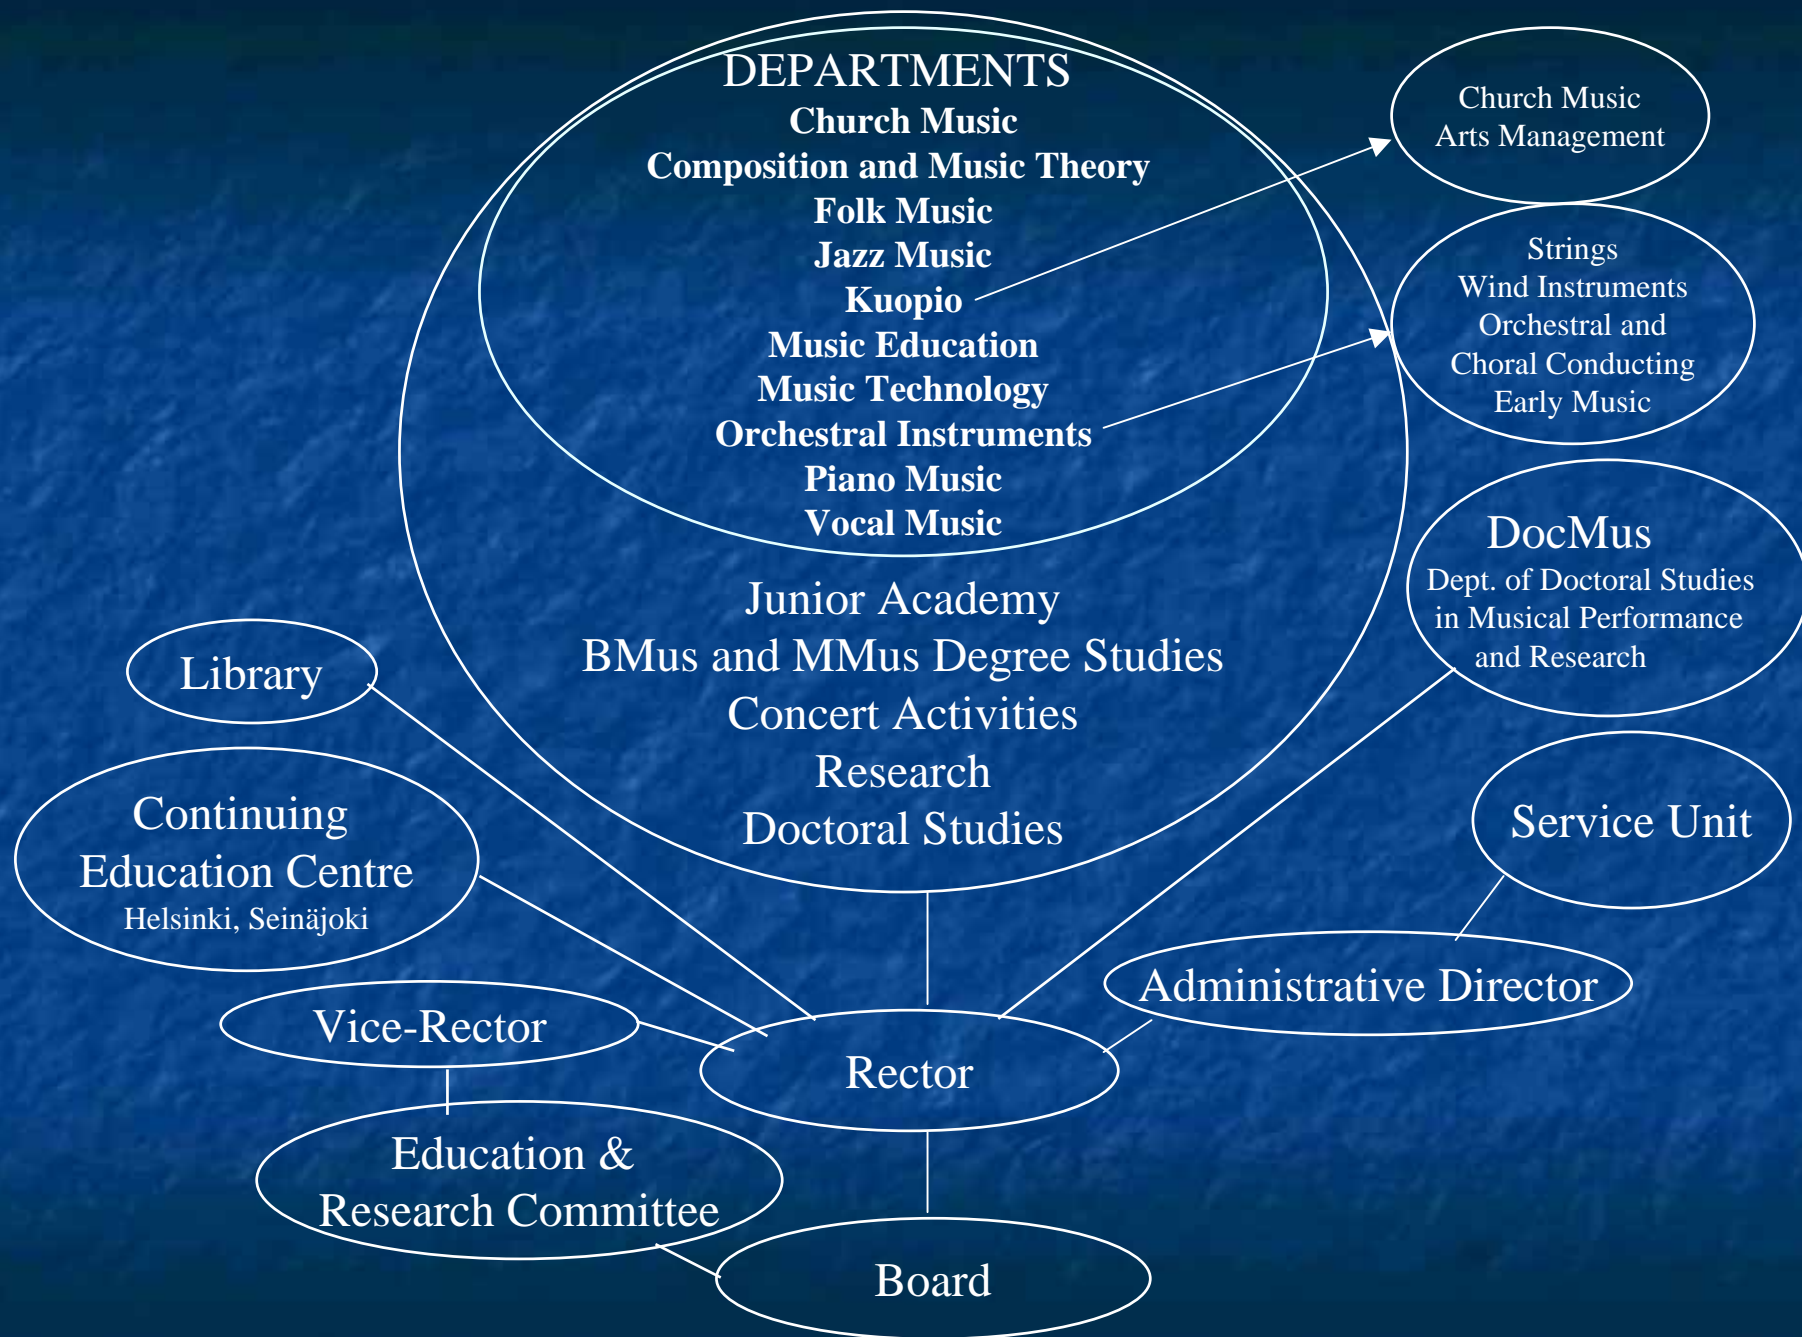 DEPARTMENTS
Church Music
Composition and Music Theory
Folk Music
Jazz Music
Kuopio
Music Education
Music Technology
Orchestral Instruments
Piano Music
Vocal Music
Junior Academy
BMus and MMus Degree Studies
Concert Activities
Research
Doctoral Studies
Church Music
Arts Management
Strings
Wind Instruments
Orchestral and
Choral Conducting
Early Music
DocMus
Dept. of Doctoral Studies
in Musical Performance
and Research
Library
Continuing
Education Centre
Helsinki, Seinäjoki
Service Unit
Administrative Director
Vice-Rector
Rector
Education &
Research Committee
Board